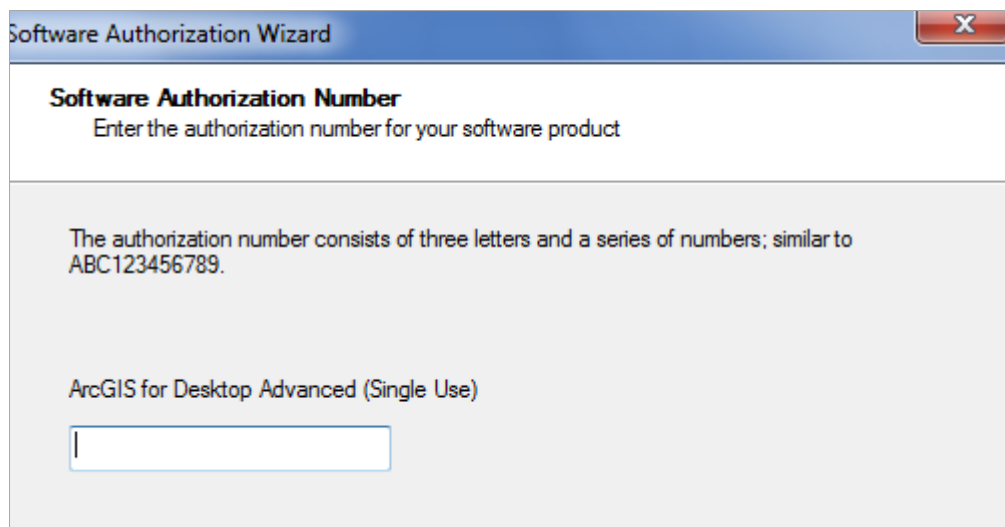 Software Authorization Wizard
Software Authorization Number
Enter the authorization number for your software product
The authorization number consists of three letters and a series of numbers; similar to
ABC123456789.
ArcGIS for Desktop Advanced (Single Use)